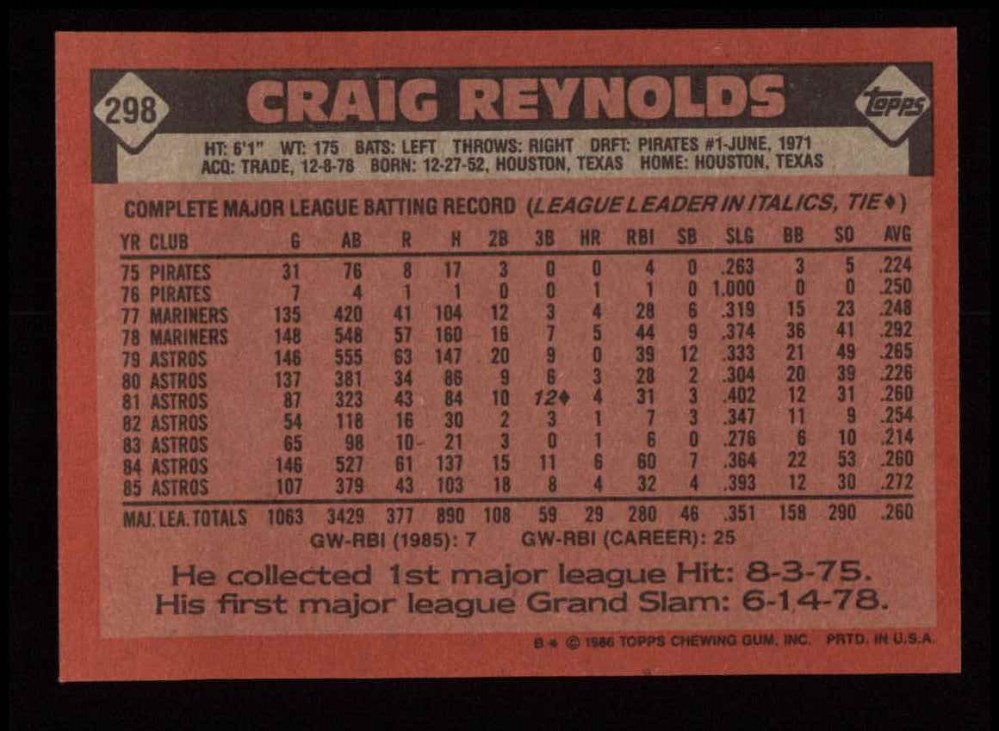 298
CRAIG REYNOLDS
Topps
HT: 6'1" WT: 175 BATS: LEFT THROWS: RIGHT DRFT: PIRATES #1-JUNE, 1971
ACQ: TRADE, 12-8-78 BORN: 12-27-52, HOUSTON, TEXAS HOME: HOUSTON, TEXAS
COMPLETE MAJOR LEAGUE BATTING RECORD (LEAGUE LEADER IN ITALICS, TIE♦)
YR CLUB G AB R H 2B 3B HR RBI SB SLG BB SO AVG
75 PIRATES 31 76 8 17 3 0 0 4 0 .263 3 5 .224
76 PIRATES 7 4 1 1 0 0 1 1 0 1.000 0 0 .250
77 MARINERS 135 420 41 104 12 3 4 28 6 .319 15 23 .248
78 MARINERS 148 548 57 160 16 7 5 44 9 .374 36 41 .292
79 ASTROS 146 555 63 147 20 9 0 39 12 .333 21 49 .265
80 ASTROS 137 381 34 86 9 6 3 28 2 .304 20 39 .226
81 ASTROS 87 323 43 84 10 12♦ 4 31 3 .402 12 31 .260
82 ASTROS 54 118 16 30 2 3 1 7 3 .347 11 9 .254
83 ASTROS 65 98 10 21 3 0 1 6 0 .276 6 10 .214
84 ASTROS 146 527 61 137 15 11 6 60 7 .364 22 53 .260
85 ASTROS 107 379 43 103 18 8 4 32 4 .393 12 30 .272
MAJ. LEA. TOTALS 1063 3429 377 890 108 59 29 280 46 .351 158 290 .260
GW-RBI (1985): 7 GW-RBI (CAREER): 25
He collected 1st major league Hit: 8-3-75.
His first major league Grand Slam: 6-14-78.
B* © 1986 TOPPS CHEWING GUM, INC. PRTD. IN U.S.A.